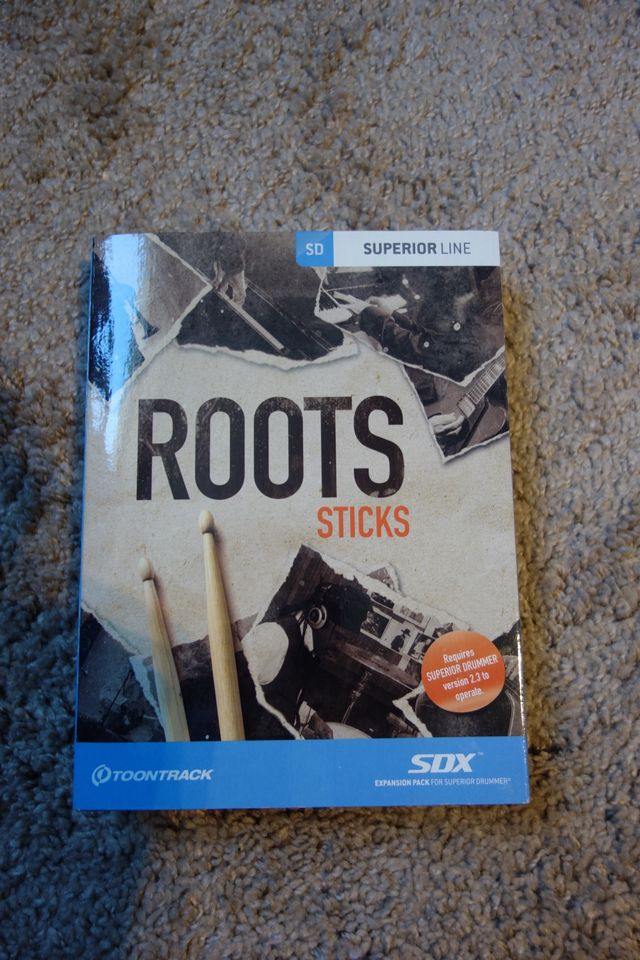 SD SUPERIOR LINE
ROOTS
STICKS
Requires
SUPERIOR DRUMMER
version 2.3 to
operate.
TOONTRACK
SDX™
EXPANSION PACK FOR SUPERIOR DRUMMER®